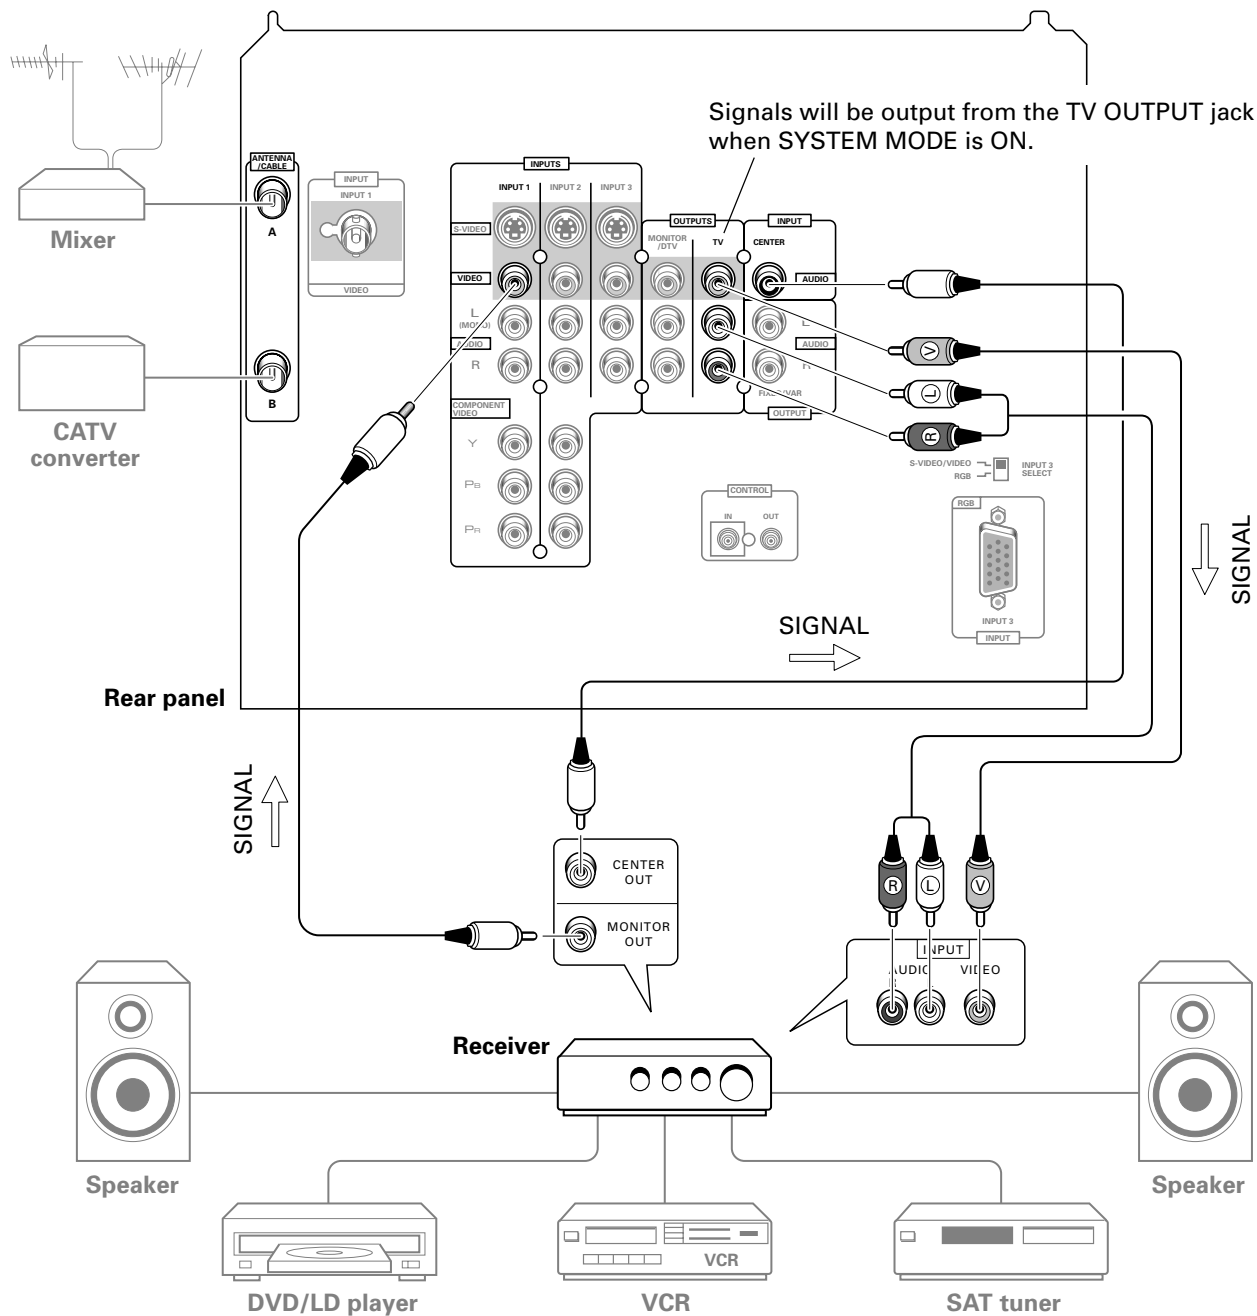 Signals will be output from the TV OUTPUT jack
when SYSTEM MODE is ON.
ANTENNA
/CABLE
A
B
Mixer
CATV
converter
INPUT
INPUT 1
VIDEO
INPUTS
INPUT 1
INPUT 2
INPUT 3
S-VIDEO
VIDEO
L
(MONO)
AUDIO
R
COMPONENT
VIDEO
Y
PB
PR
OUTPUTS
MONITOR
/DTV
TV
INPUT
CENTER
AUDIO
L
AUDIO
R
FIXED/VAR
OUTPUT
V
L
R
S-VIDEO/VIDEO
RGB
INPUT 3
SELECT
CONTROL
IN
OUT
RGB
INPUT 3
INPUT
SIGNAL
SIGNAL
Rear panel
SIGNAL
CENTER
OUT
MONITOR
OUT
R
L
V
INPUT
AUDIO
VIDEO
Receiver
Speaker
Speaker
VCR
DVD/LD player
VCR
SAT tuner